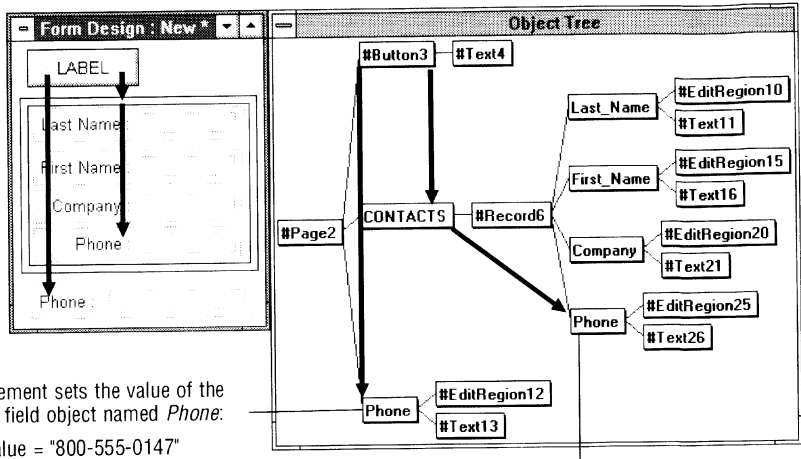 Form Design : New *
LABEL
Last Name :
First Name :
Company :
Phone :
Phone :
Object Tree
#Button3
#Text4
#Page2
CONTACTS
#Record6
Last_Name
#EditRegion10
#Text11
First_Name
#EditRegion15
#Text16
Company
#EditRegion20
#Text21
Phone
#EditRegion25
#Text26
Phone
#EditRegion12
#Text13
ement sets the value of the
field object named Phone:
alue = "800-555-0147"